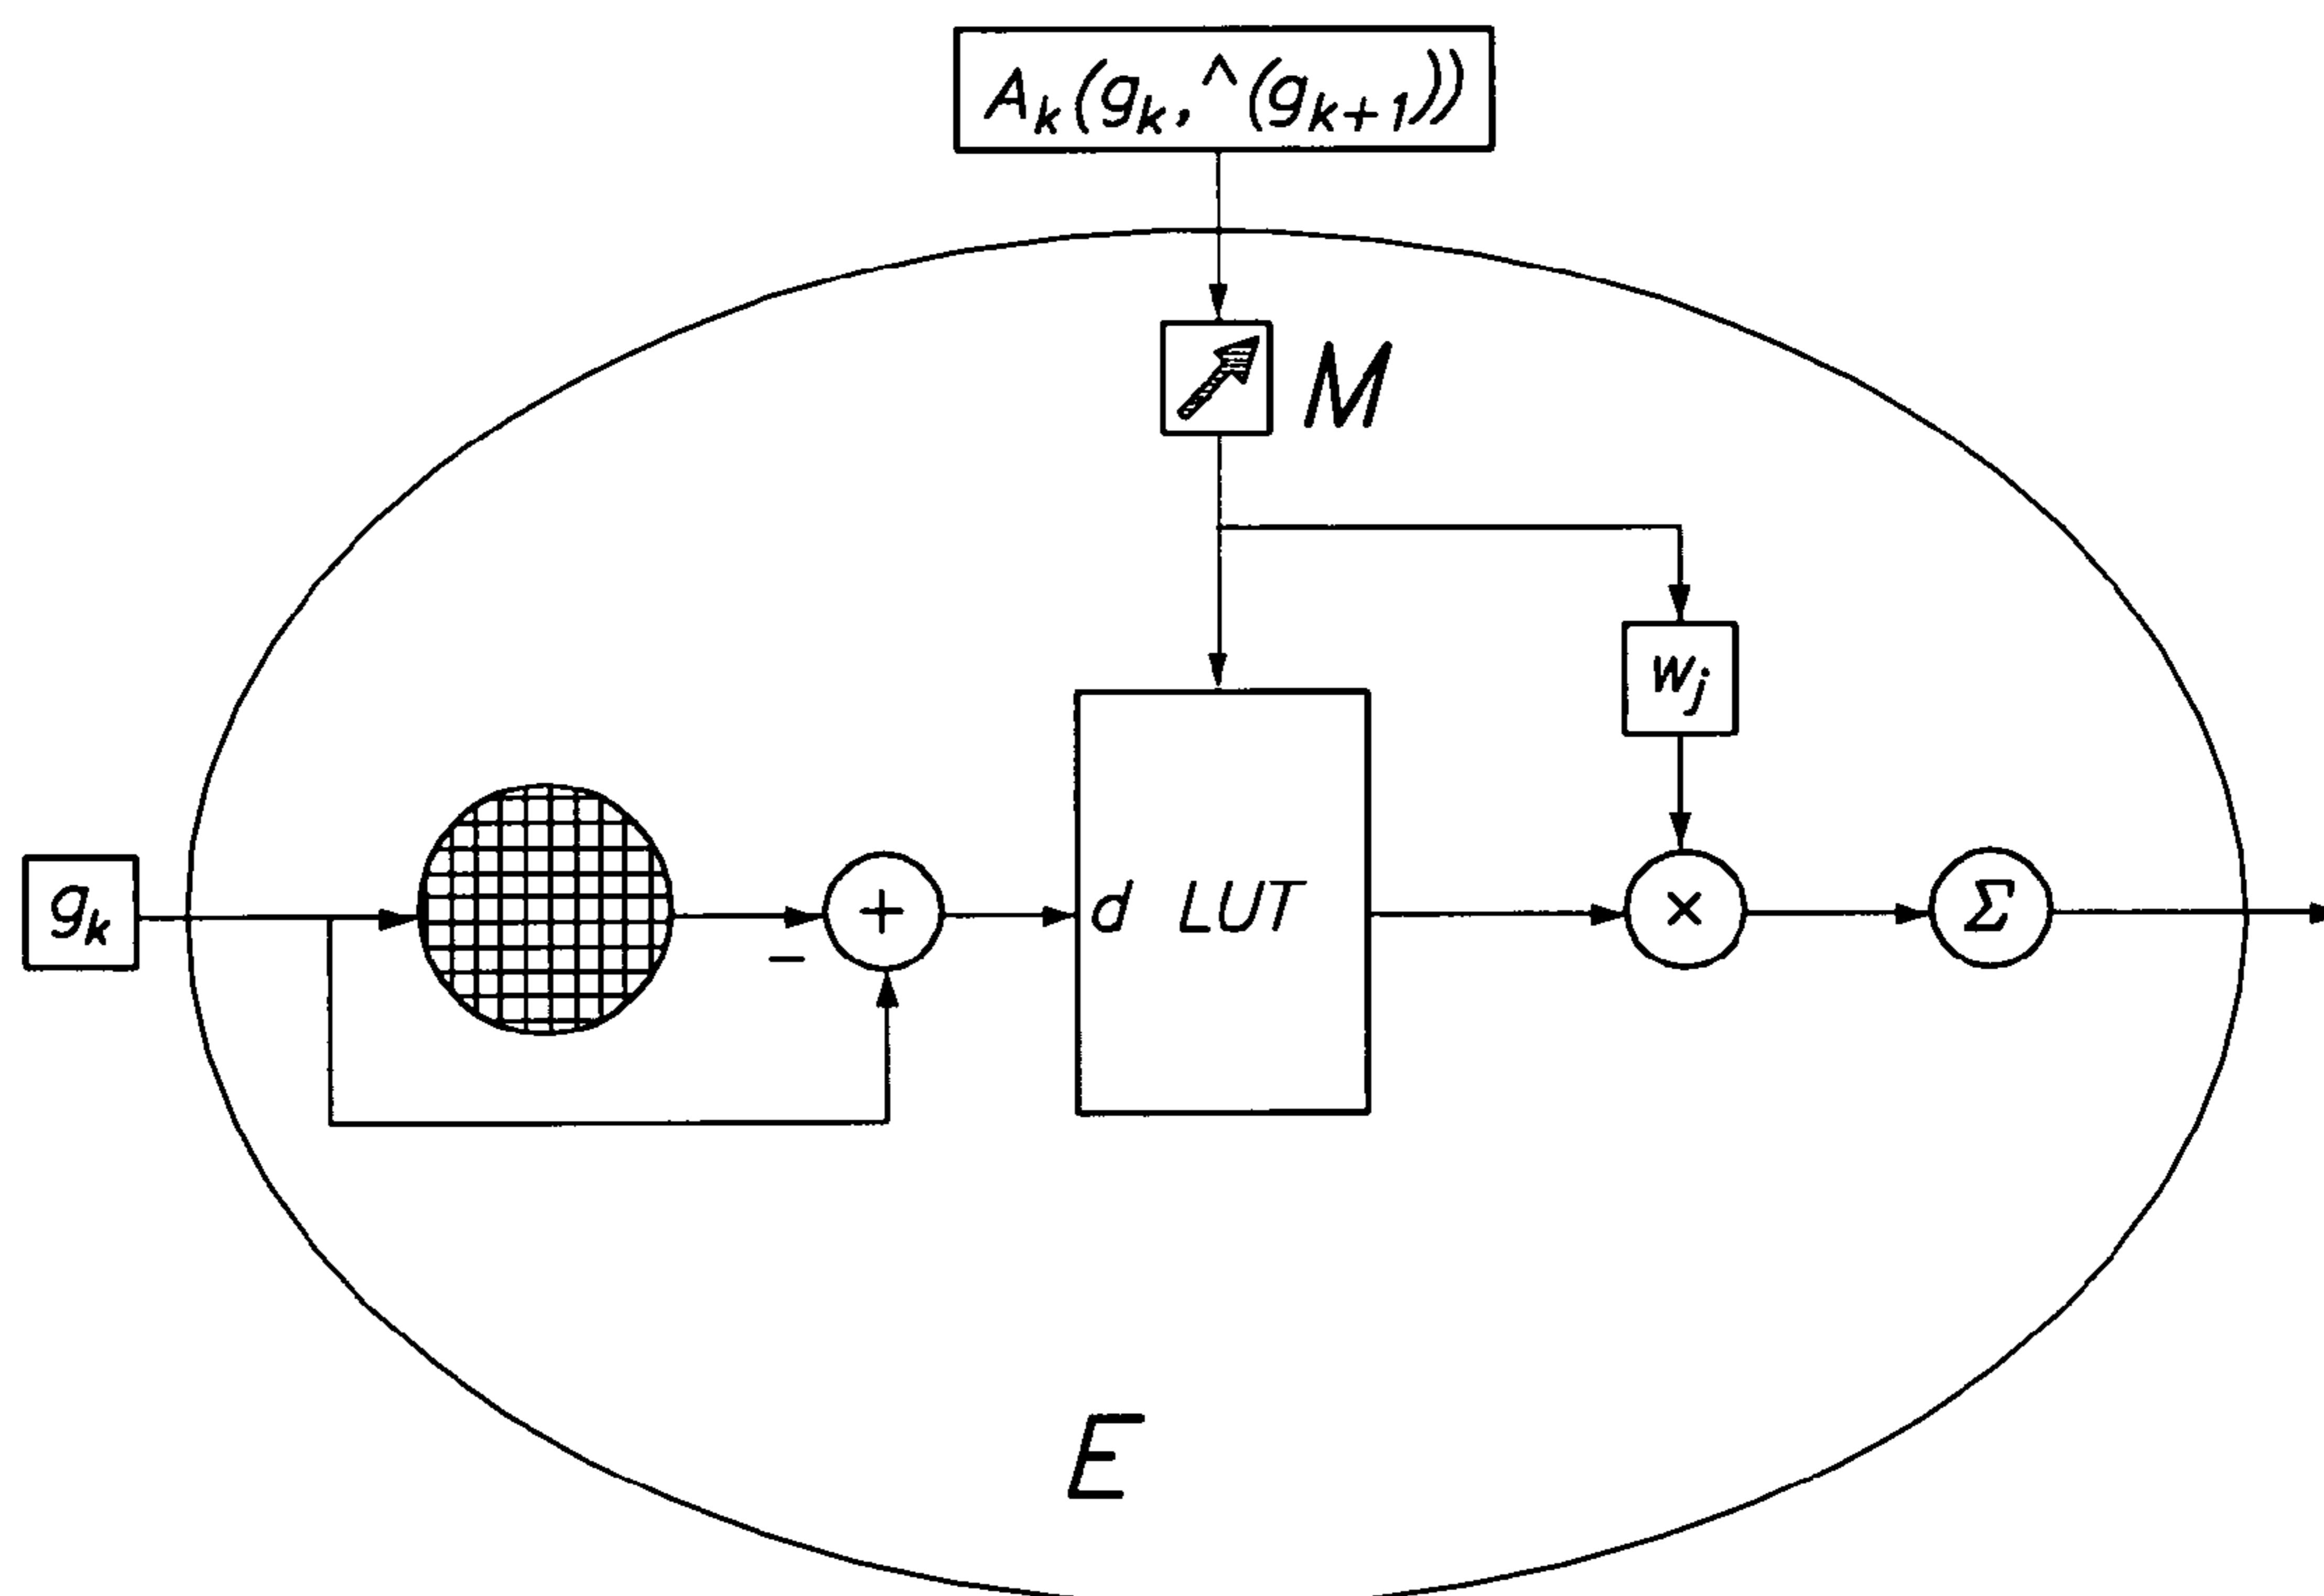 A_k(g_k, ^(g_{k+1}))
M
w_j
g_k
−
+
d LUT
×
Σ
E